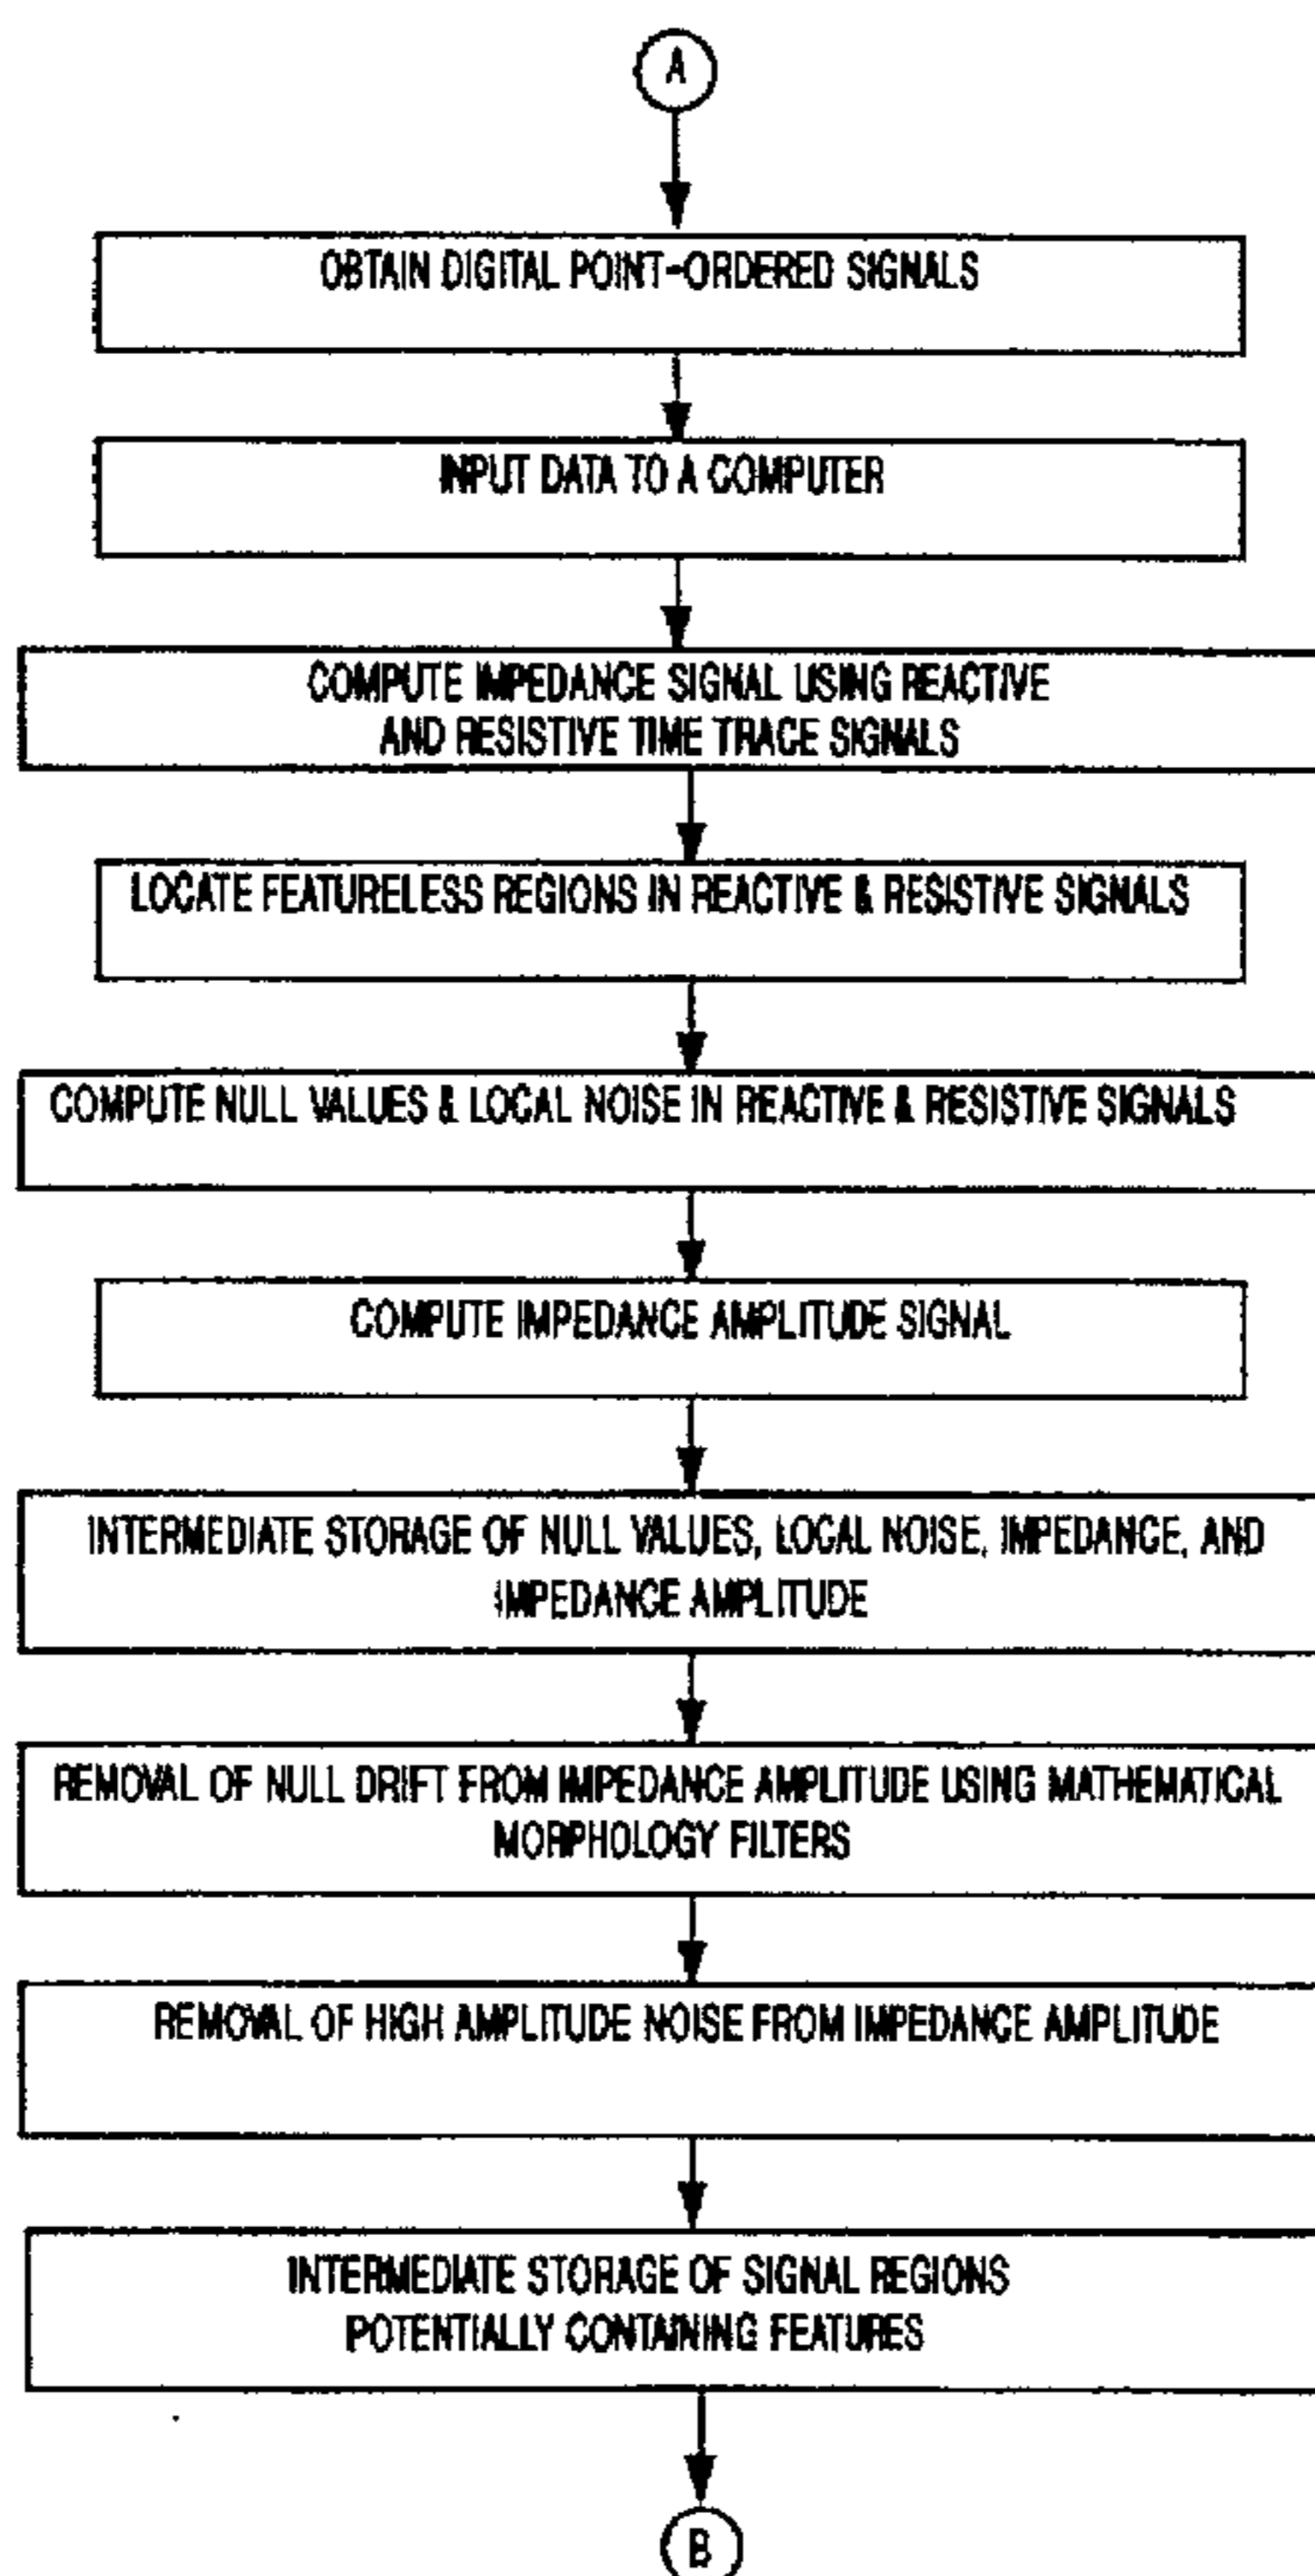 A
OBTAIN DIGITAL POINT-ORDERED SIGNALS
INPUT DATA TO A COMPUTER
COMPUTE IMPEDANCE SIGNAL USING REACTIVE
AND RESISTIVE TIME TRACE SIGNALS
LOCATE FEATURELESS REGIONS IN REACTIVE & RESISTIVE SIGNALS
COMPUTE NULL VALUES & LOCAL NOISE IN REACTIVE & RESISTIVE SIGNALS
COMPUTE IMPEDANCE AMPLITUDE SIGNAL
INTERMEDIATE STORAGE OF NULL VALUES, LOCAL NOISE, IMPEDANCE, AND
IMPEDANCE AMPLITUDE
REMOVAL OF NULL DRIFT FROM IMPEDANCE AMPLITUDE USING MATHEMATICAL
MORPHOLOGY FILTERS
REMOVAL OF HIGH AMPLITUDE NOISE FROM IMPEDANCE AMPLITUDE
INTERMEDIATE STORAGE OF SIGNAL REGIONS
POTENTIALLY CONTAINING FEATURES
B